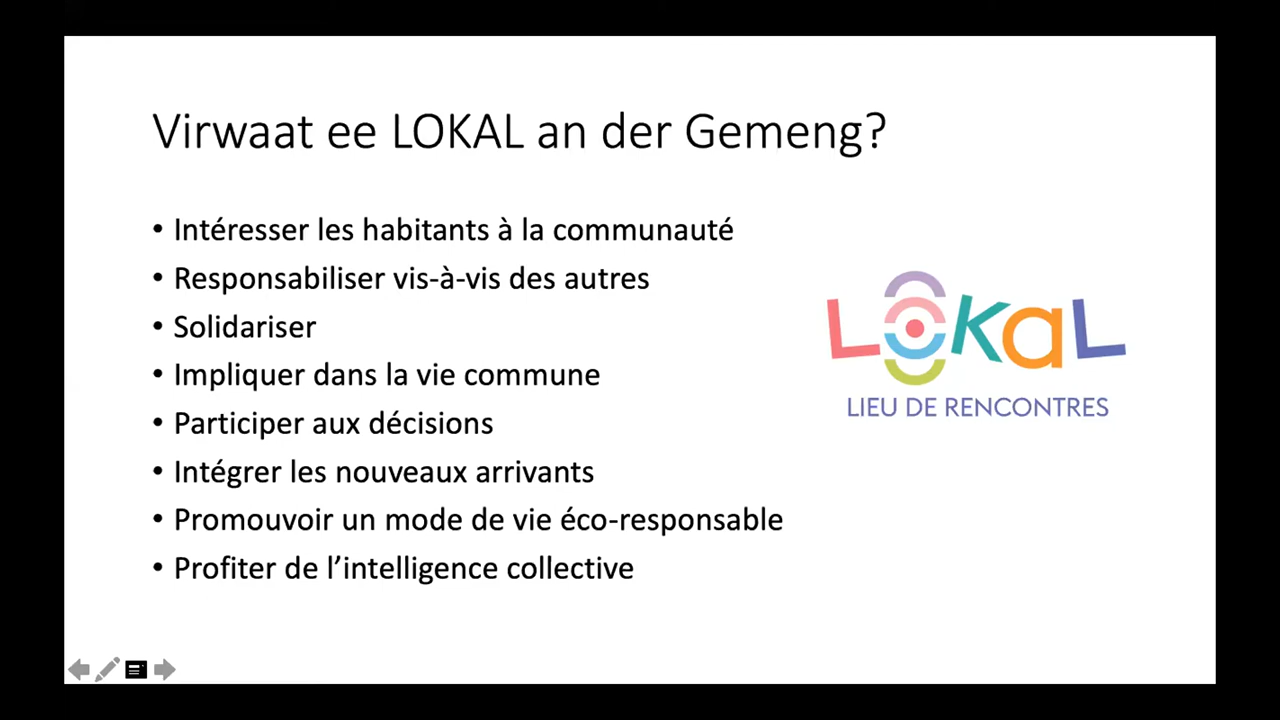 Virwaat ee LOKAL an der Gemeng?
• Intéresser les habitants à la communauté
• Responsabiliser vis-à-vis des autres
• Solidariser
• Impliquer dans la vie commune
• Participer aux décisions
• Intégrer les nouveaux arrivants
• Promouvoir un mode de vie éco-responsable
• Profiter de l’intelligence collective
LOKaL
LIEU DE RENCONTRES